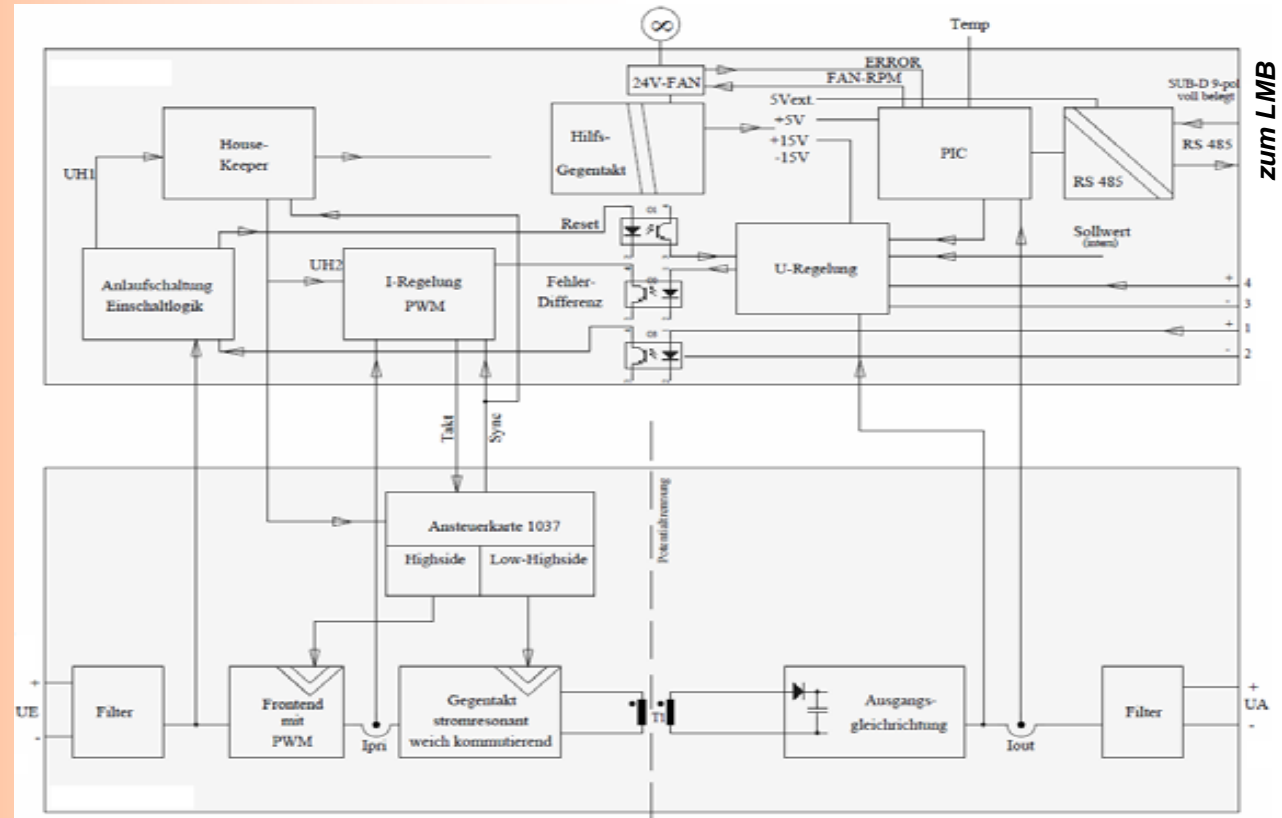 ∞
Temp
ERROR
FAN-RPM
24V-FAN
5Vext.
+5V
+15V
-15V
SUB-D 9-pol
voll belegt
RS 485
zum LMB
House-
Keeper
UH1
Hilfs-
Gegentakt
PIC
RS 485
Reset
Sollwert
(intern)
Anlaufschaltung
Einschaltlogik
UH2
I-Regelung
PWM
Fehler-
Differenz
U-Regelung
+ 4
- 3
+ 1
- 2
Takt
Sync
Potentialtrennung
Ansteuerkarte 1037
Highside
Low-Highside
+
UE
-
Filter
Frontend
mit
PWM
Ipri
Gegentakt
stromresonant
weich kommutierend
T1
Ausgangs-
gleichrichtung
Iout
Filter
+
UA
-